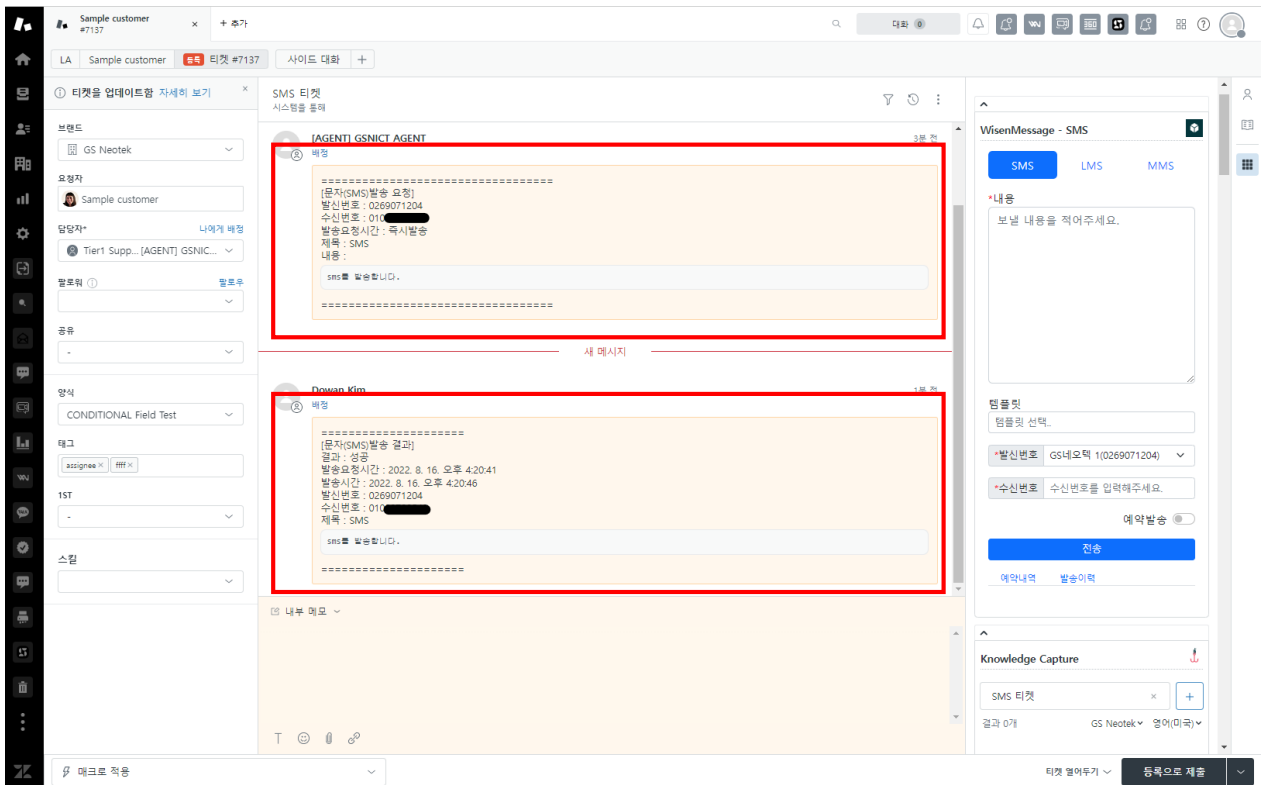 Sample customer
#7137
×
+ 추가
대화 0
LA
Sample customer
등록 티켓 #7137
사이드 대화
+
티켓을 업데이트함 자세히 보기
×
브랜드
GS Neotek
요청자
Sample customer
담당자*
나에게 배정
Tier1 Supp... [AGENT] GSNIC...
팔로워
팔로우
공유
-
양식
CONDITIONAL Field Test
태그
assignee ×
ffff ×
1ST
-
스킬
SMS 티켓
시스템을 통해
[AGENT] GSNICT AGENT
3분 전
배정
==================================
[문자(SMS)발송 요청]
발신번호 : 0269071204
수신번호 : 010
발송요청시간 : 즉시발송
제목 : SMS
내용 :
sms를 발송합니다.
==================================
새 메시지
Dowan Kim
1분 전
배정
=====================
[문자(SMS)발송 결과]
결과 : 성공
발송요청시간 : 2022. 8. 16. 오후 4:20:41
발송시간 : 2022. 8. 16. 오후 4:20:46
발신번호 : 0269071204
수신번호 : 010
제목 : SMS
sms를 발송합니다.
=====================
내부 메모
WisenMessage - SMS
SMS
LMS
MMS
*내용
보낼 내용을 적어주세요.
템플릿
템플릿 선택..
*발신번호
GS네오텍 1(0269071204)
*수신번호
수신번호를 입력해주세요.
예약발송
전송
예약내역
발송이력
Knowledge Capture
SMS 티켓
×
+
결과 0개
GS Neotek
영어(미국)
매크로 적용
티켓 열어두기
등록으로 제출